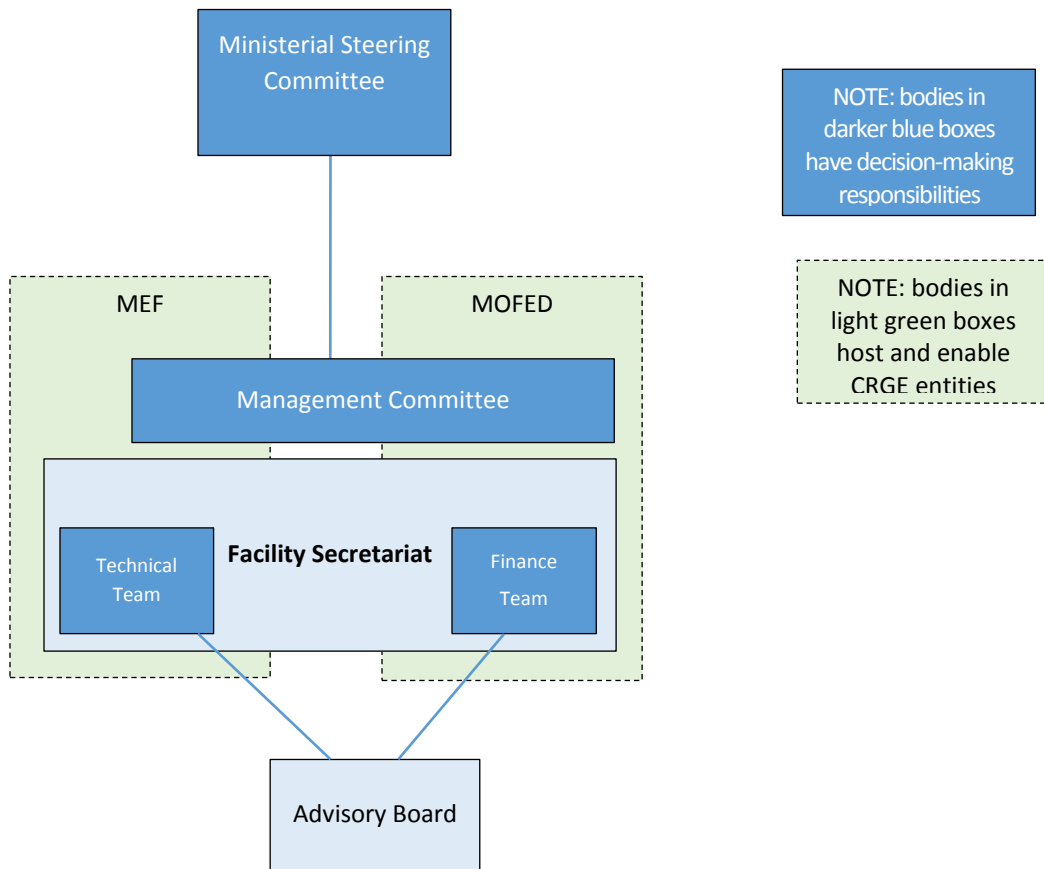 Ministerial Steering
Committee
NOTE: bodies in
darker blue boxes
have decision-making
responsibilities
MEF
MOFED
NOTE: bodies in
light green boxes
host and enable
CRGE entities
Management Committee
Facility Secretariat
Technical
Team
Finance
Team
Advisory Board